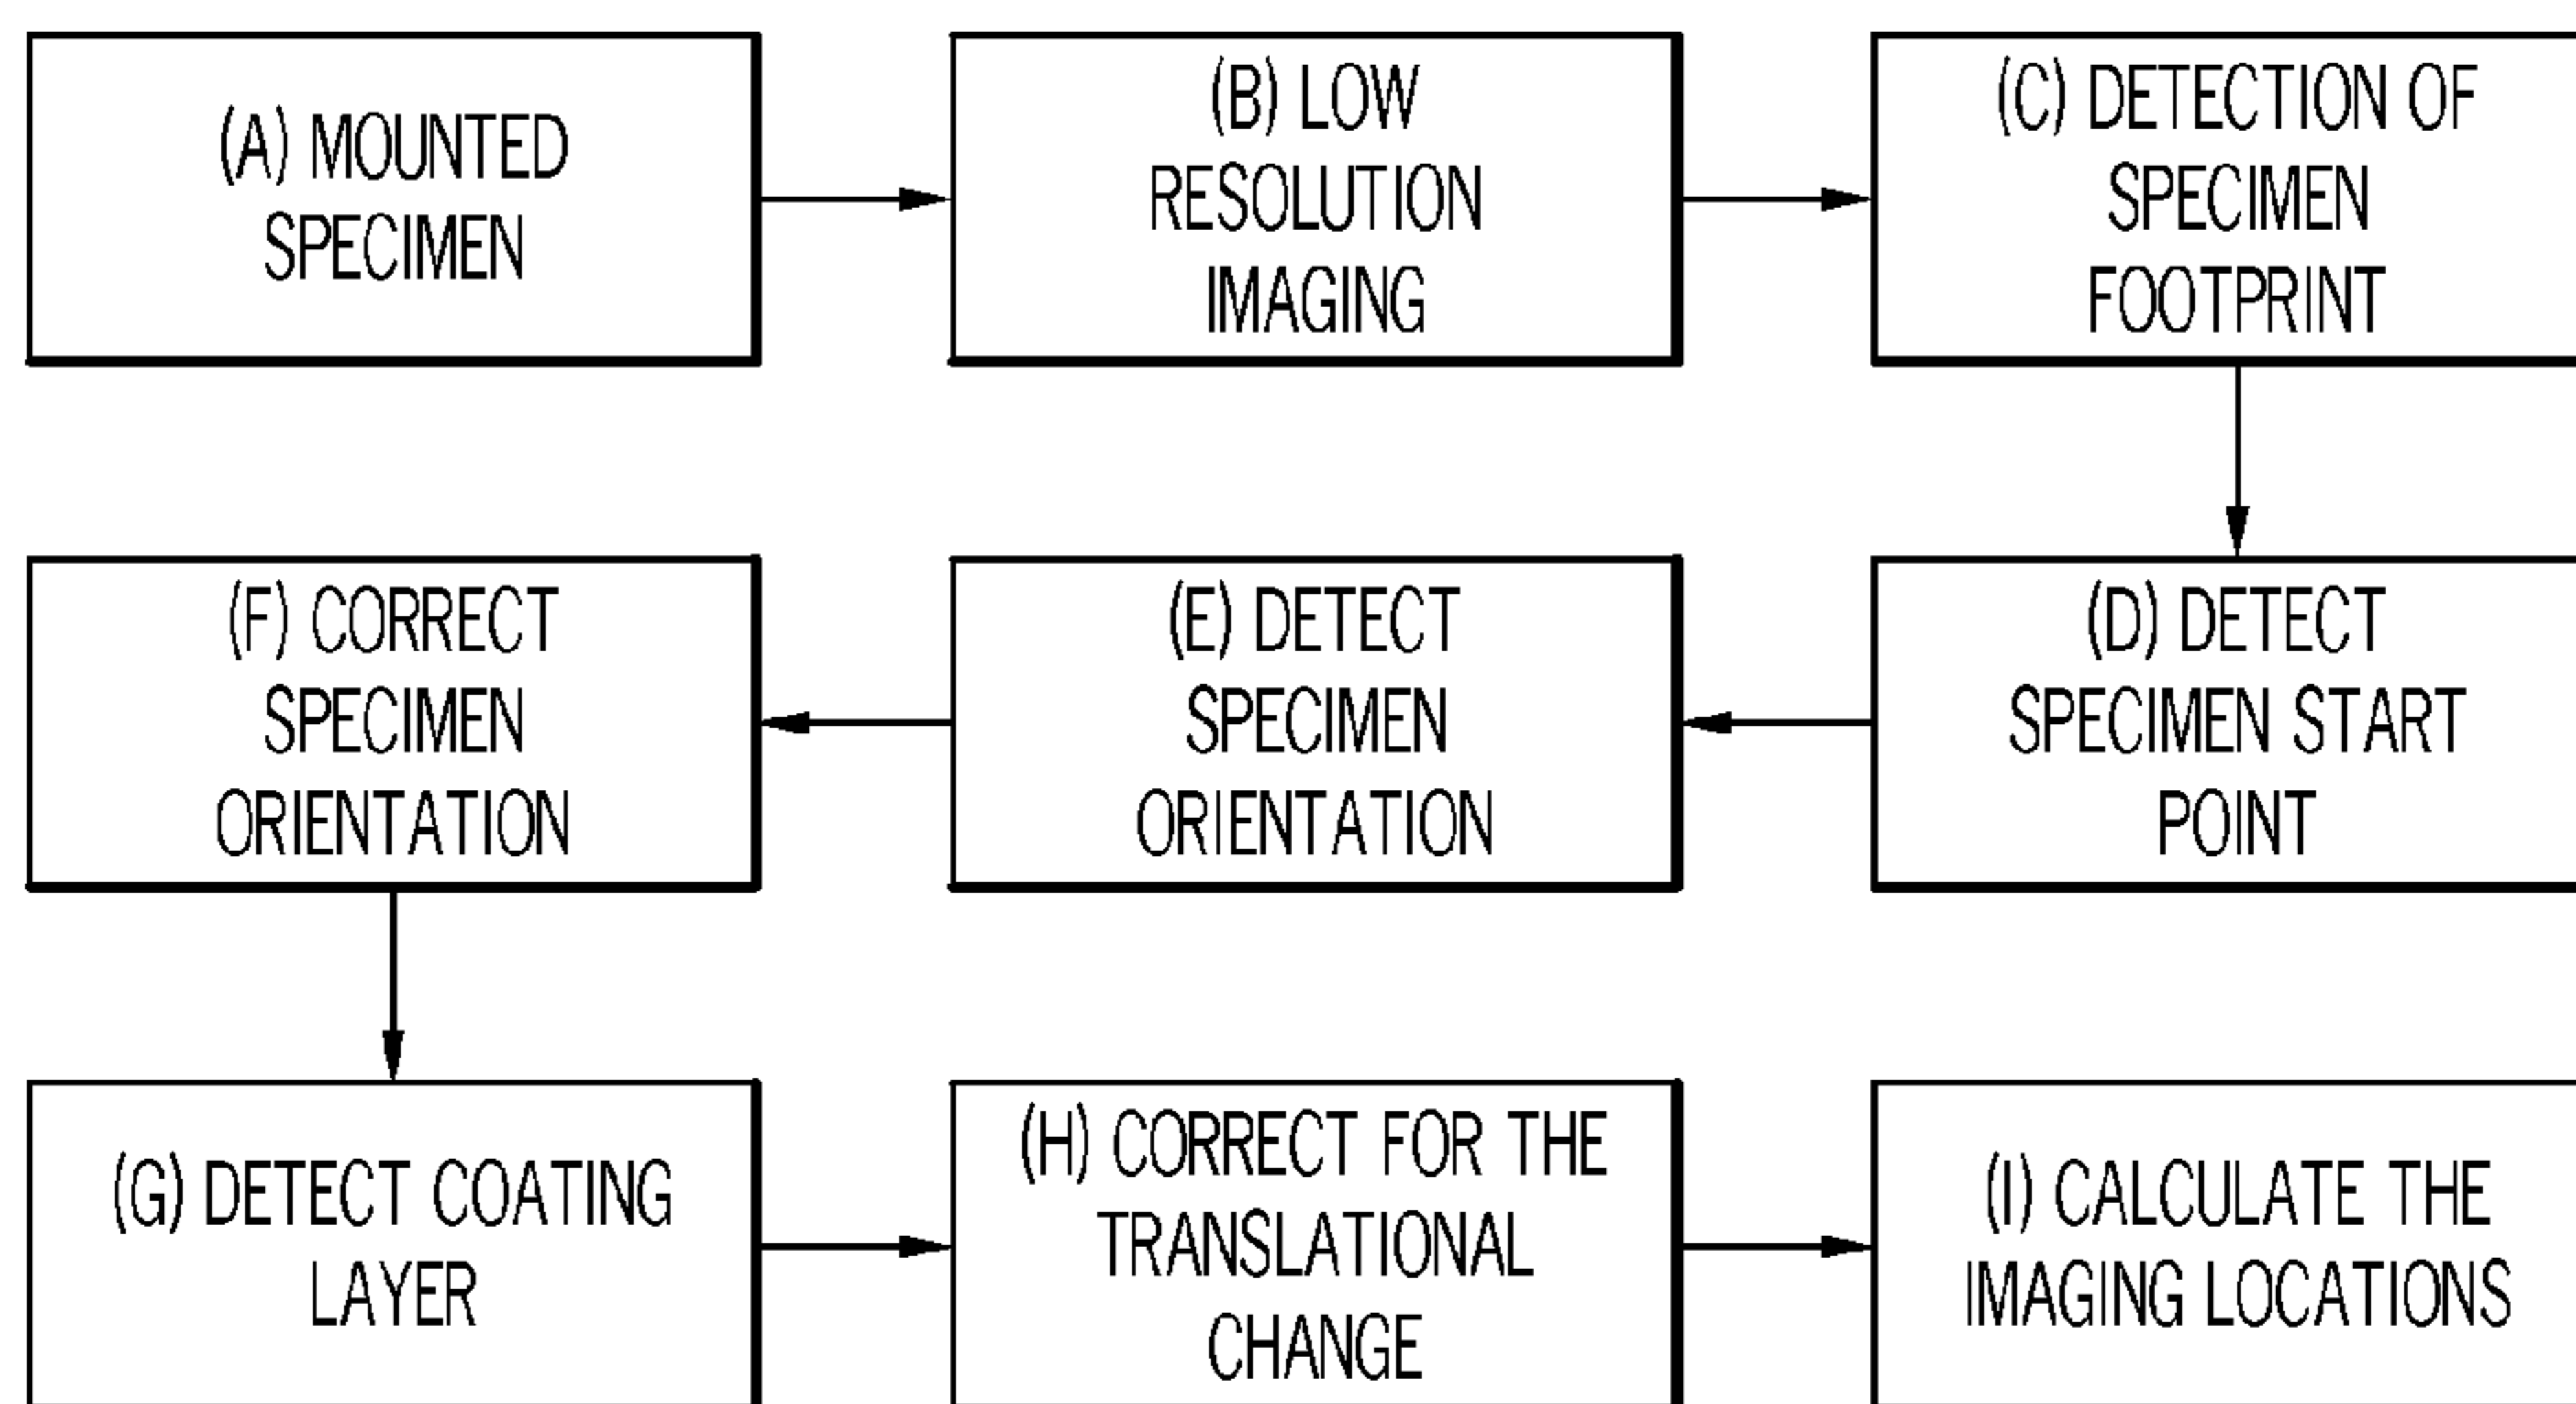 (A) MOUNTED
SPECIMEN
(B) LOW
RESOLUTION
IMAGING
(C) DETECTION OF
SPECIMEN
FOOTPRINT
(D) DETECT
SPECIMEN START
POINT
(E) DETECT
SPECIMEN
ORIENTATION
(F) CORRECT
SPECIMEN
ORIENTATION
(G) DETECT COATING
LAYER
(H) CORRECT FOR THE
TRANSLATIONAL
CHANGE
(I) CALCULATE THE
IMAGING LOCATIONS